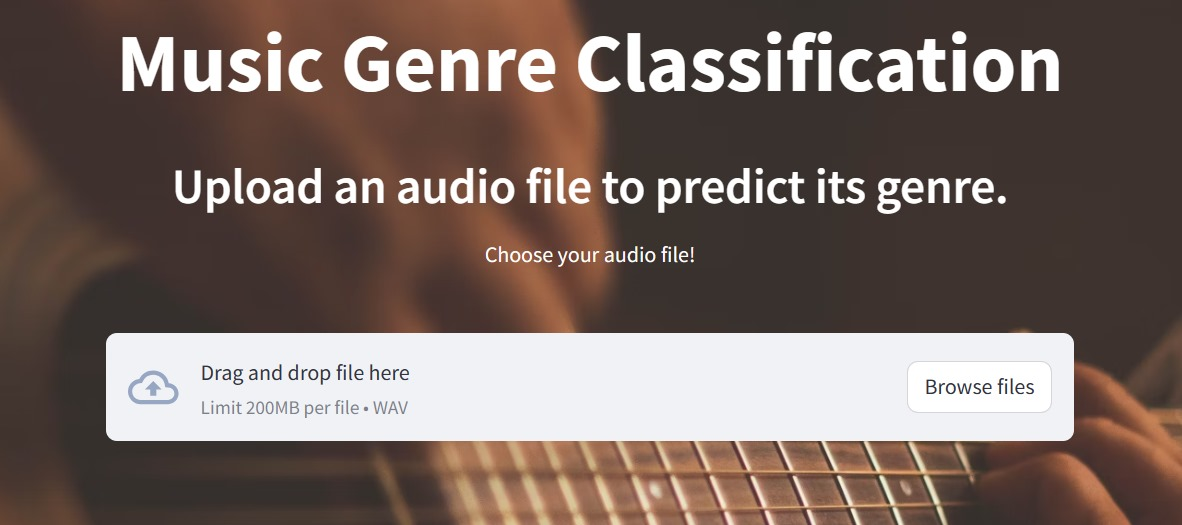 Music Genre Classification
Upload an audio file to predict its genre.
Choose your audio file!
Drag and drop file here
Limit 200MB per file • WAV
Browse files